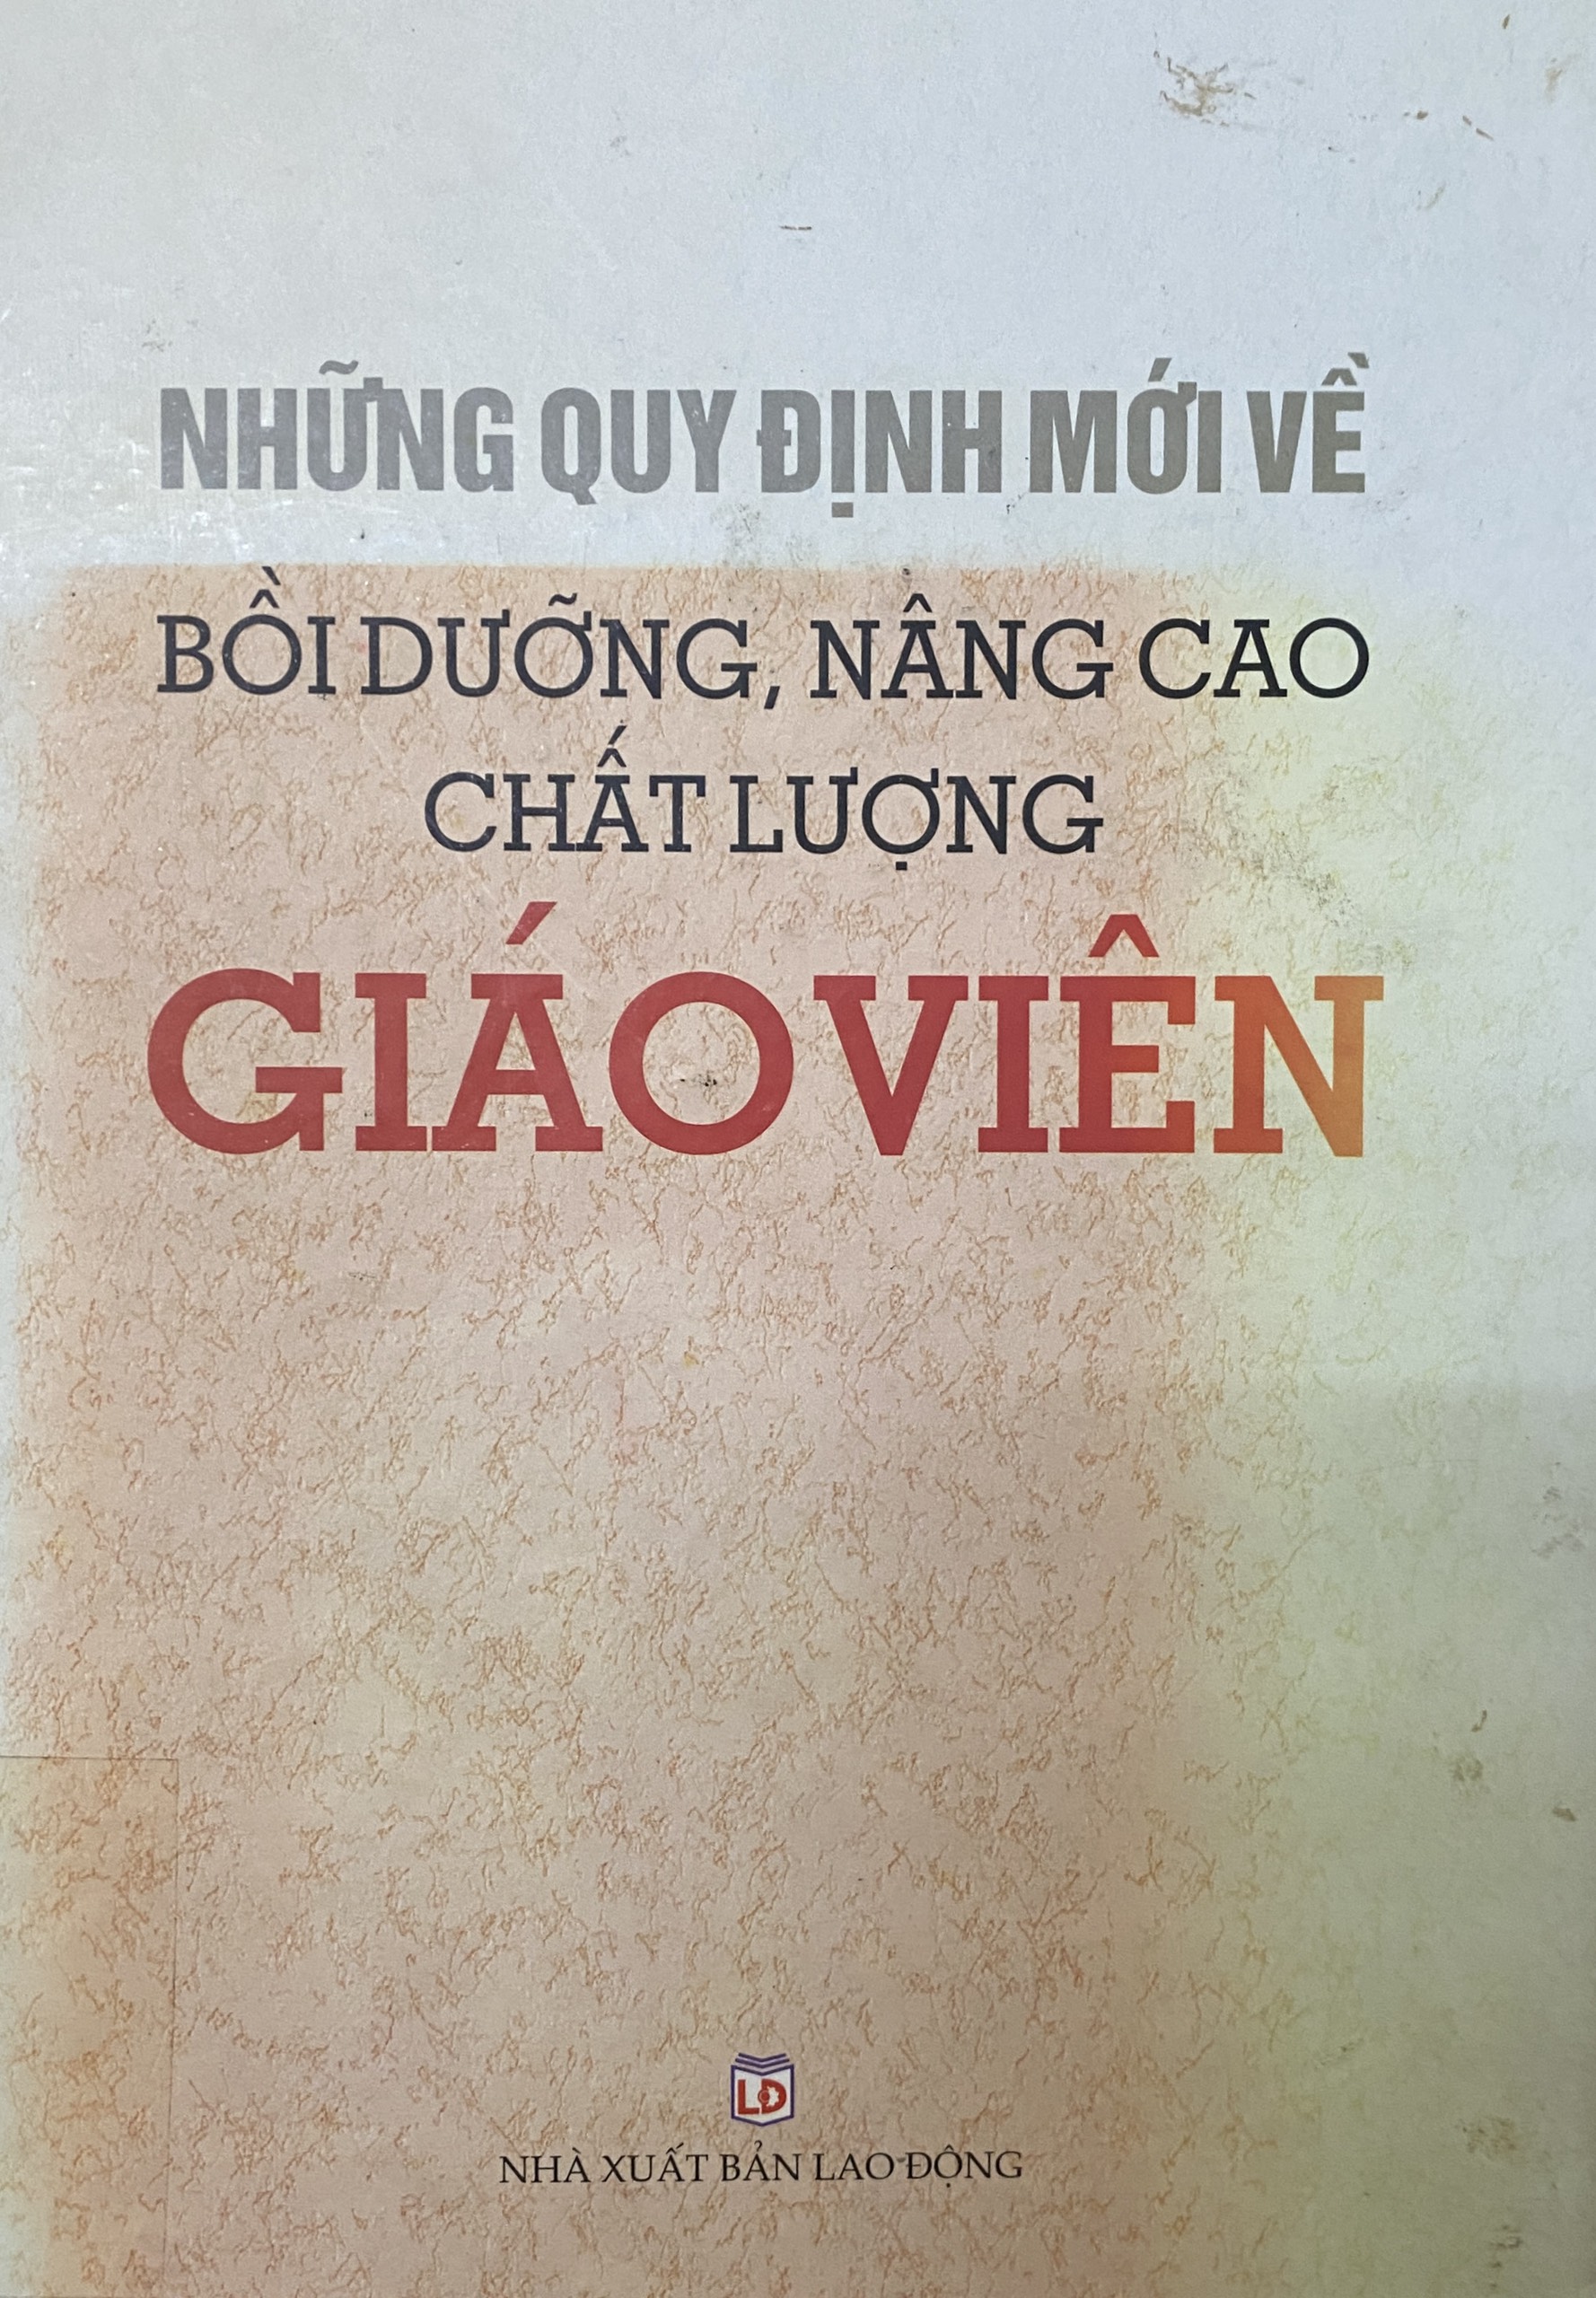 NHỮNG QUY ĐỊNH MỚI VỀ
BỒI DƯỠNG, NÂNG CAO
CHẤT LƯỢNG
GIÁO VIÊN
LĐ
NHÀ XUẤT BẢN LAO ĐỘNG